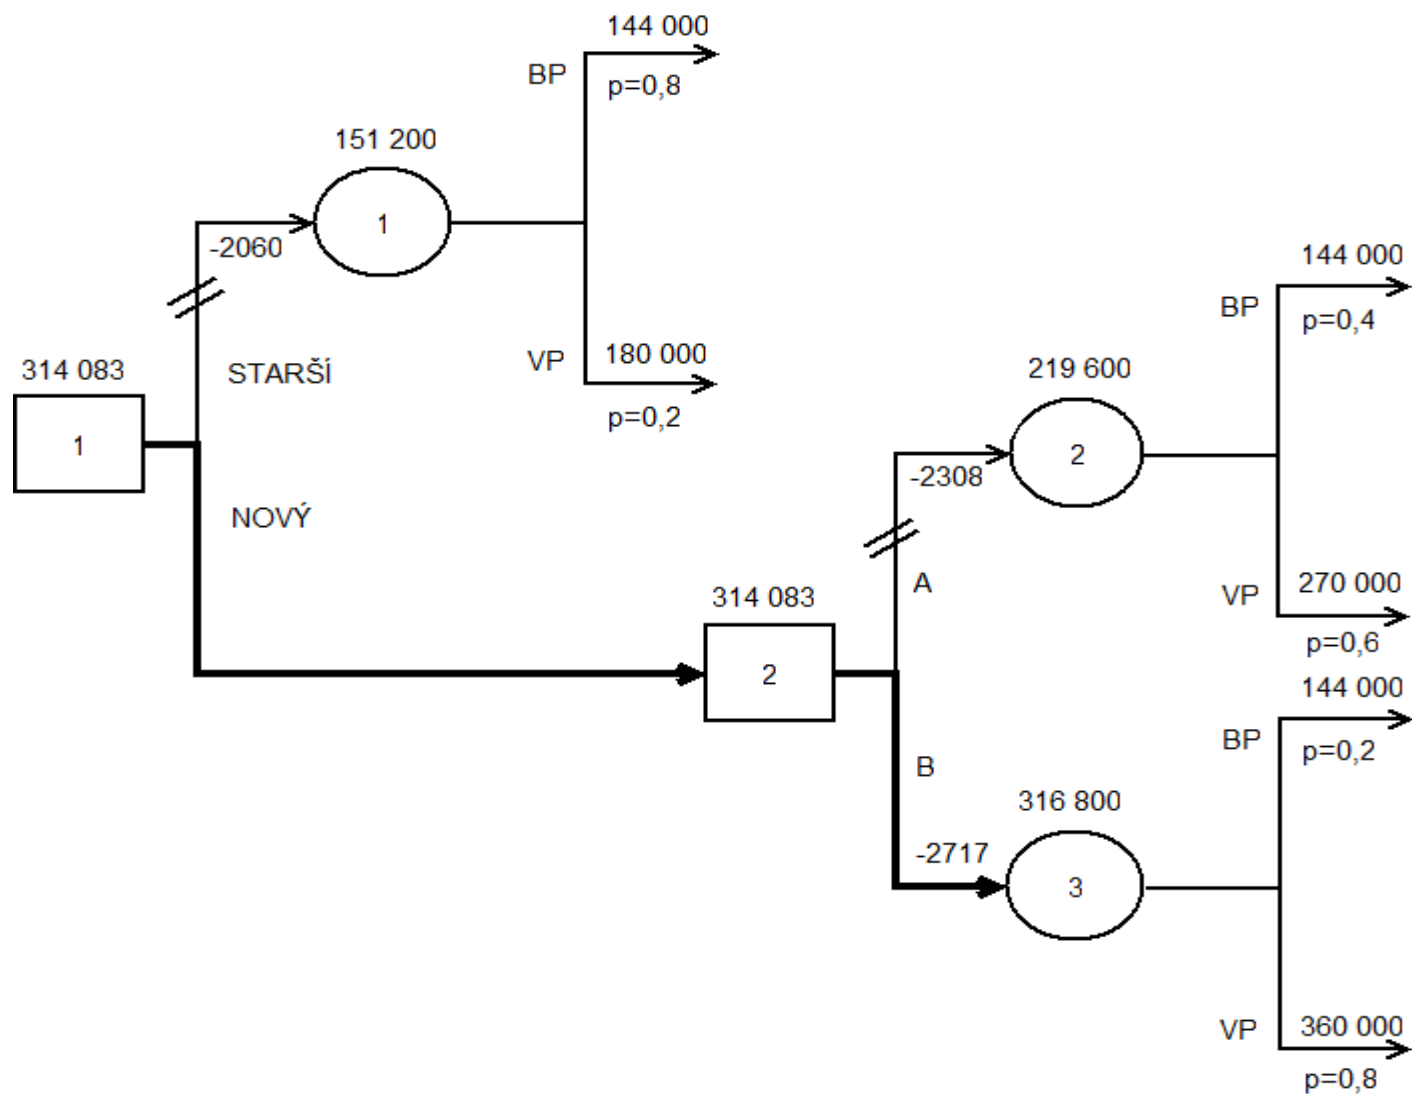 144 000
BP
p=0,8
151 200
1
-2060
VP
180 000
p=0,2
STARŠÍ
314 083
1
NOVÝ
144 000
BP
p=0,4
219 600
2
-2308
A
VP
270 000
p=0,6
314 083
2
144 000
BP
p=0,2
B
316 800
-2717
3
VP
360 000
p=0,8